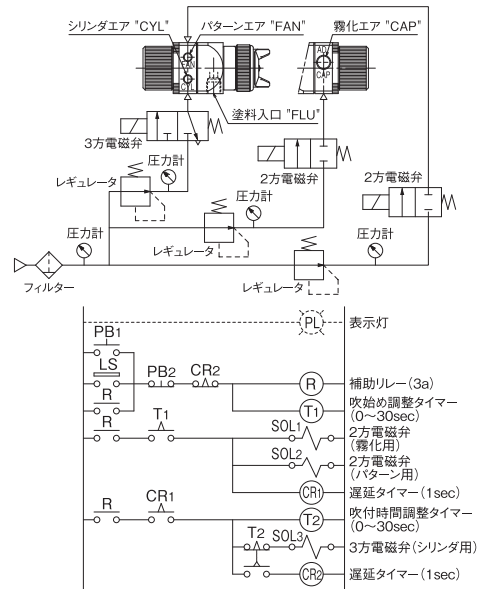 シリンダエア "CYL"
パターンエア "FAN"
霧化エア "CAP"
FAN
CYL
AD
CAP
塗料入口 "FLU"
3方電磁弁
2方電磁弁
2方電磁弁
圧力計
レギュレータ
圧力計
圧力計
圧力計
レギュレータ
レギュレータ
フィルター
PL 表示灯
PB1
LS PB2 CR2 R 補助リレー(3a)
R T1 吹始め調整タイマー
(0〜30sec)
R T1 SOL1 2方電磁弁
(霧化用)
SOL2 2方電磁弁
(パターン用)
CR1 遅延タイマー(1sec)
R CR1 T2 吹付時間調整タイマー
(0〜30sec)
T2 SOL3 3方電磁弁(シリンダ用)
CR2 遅延タイマー(1sec)